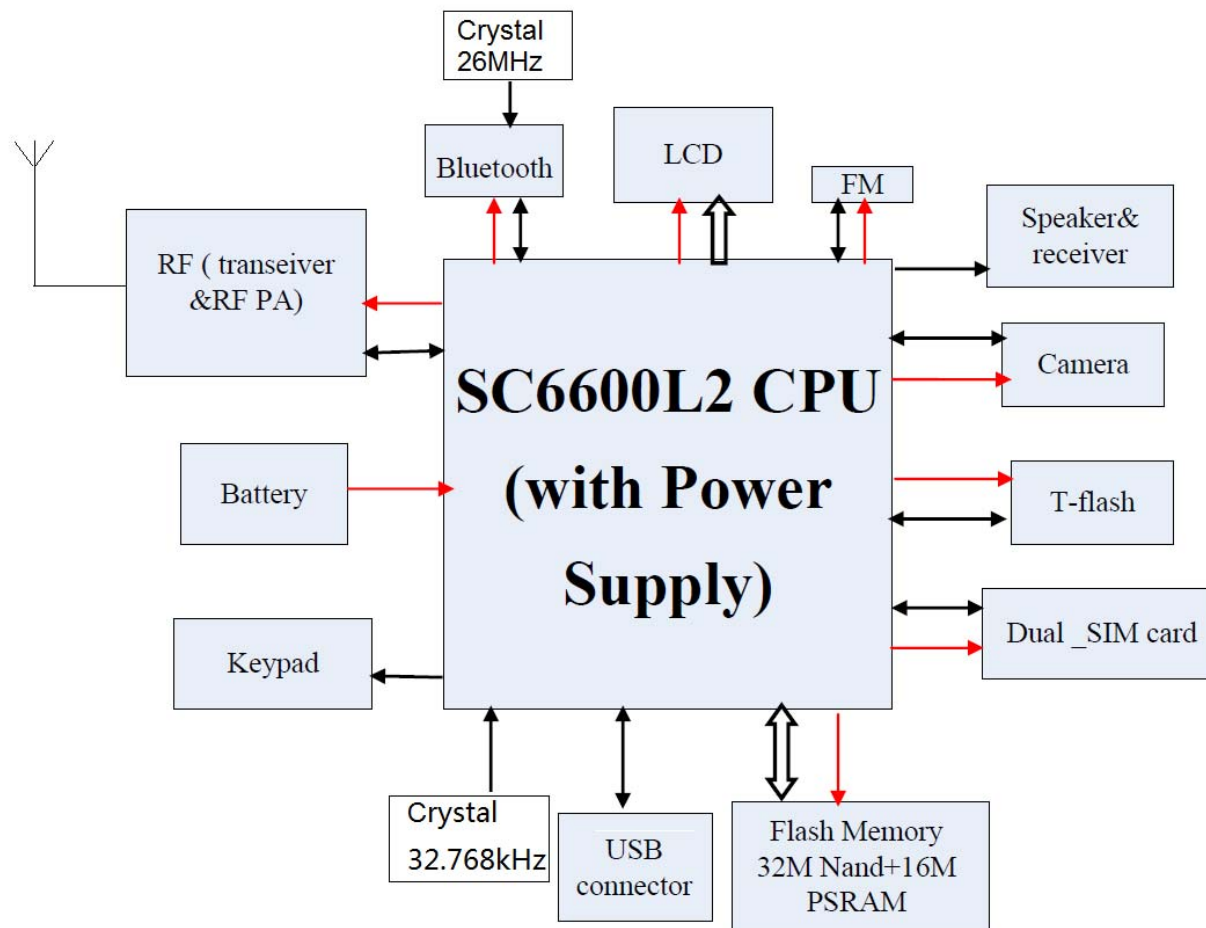 Crystal
26MHz
Bluetooth
LCD
FM
Speaker&
receiver
RF ( transeiver
&RF PA)
Camera
SC6600L2 CPU
(with Power
Supply)
Battery
T-flash
Keypad
Dual _SIM card
Crystal
32.768kHz
USB
connector
Flash Memory
32M Nand+16M
PSRAM